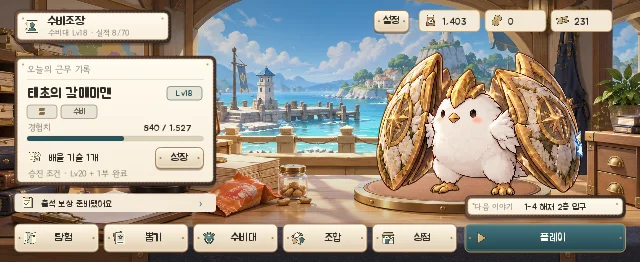 수비조장
수비대 Lv18 · 실적 8/70
설정
1,403
0
231
오늘의 근무 기록
태초의 갈매이맨
Lv18
수비
경험치
840 / 1,527
배울 기술 1개
성장
승진 조건 · Lv20 + 1부 완료
출석 보상 준비됐어요
다음 이야기
1-4 해저 2층 입구
탐험
뽑기
수비대
조합
상점
플레이